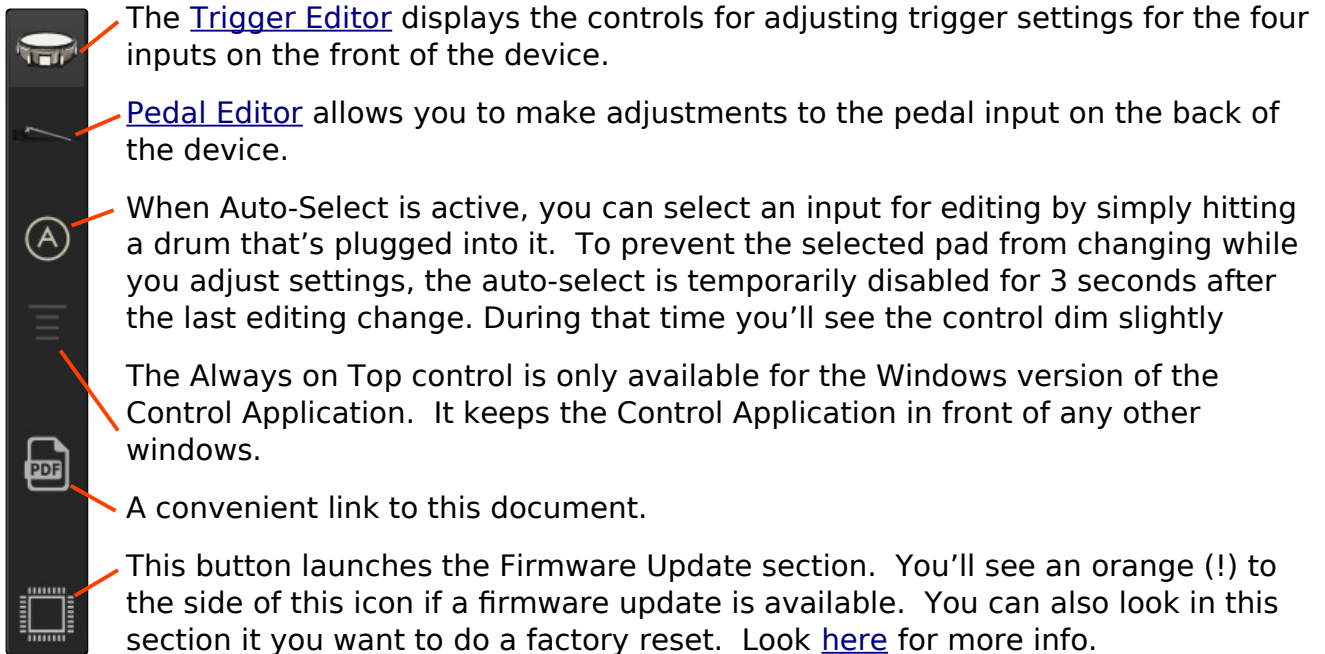 The Trigger Editor displays the controls for adjusting trigger settings for the four
inputs on the front of the device.
Pedal Editor allows you to make adjustments to the pedal input on the back of
the device.
A
When Auto-Select is active, you can select an input for editing by simply hitting
a drum that's plugged into it.  To prevent the selected pad from changing while
you adjust settings, the auto-select is temporarily disabled for 3 seconds after
the last editing change. During that time you’ll see the control dim slightly
The Always on Top control is only available for the Windows version of the
Control Application.  It keeps the Control Application in front of any other
windows.
PDF
A convenient link to this document.
This button launches the Firmware Update section.  You’ll see an orange (!) to
the side of this icon if a firmware update is available.  You can also look in this
section it you want to do a factory reset.  Look here for more info.